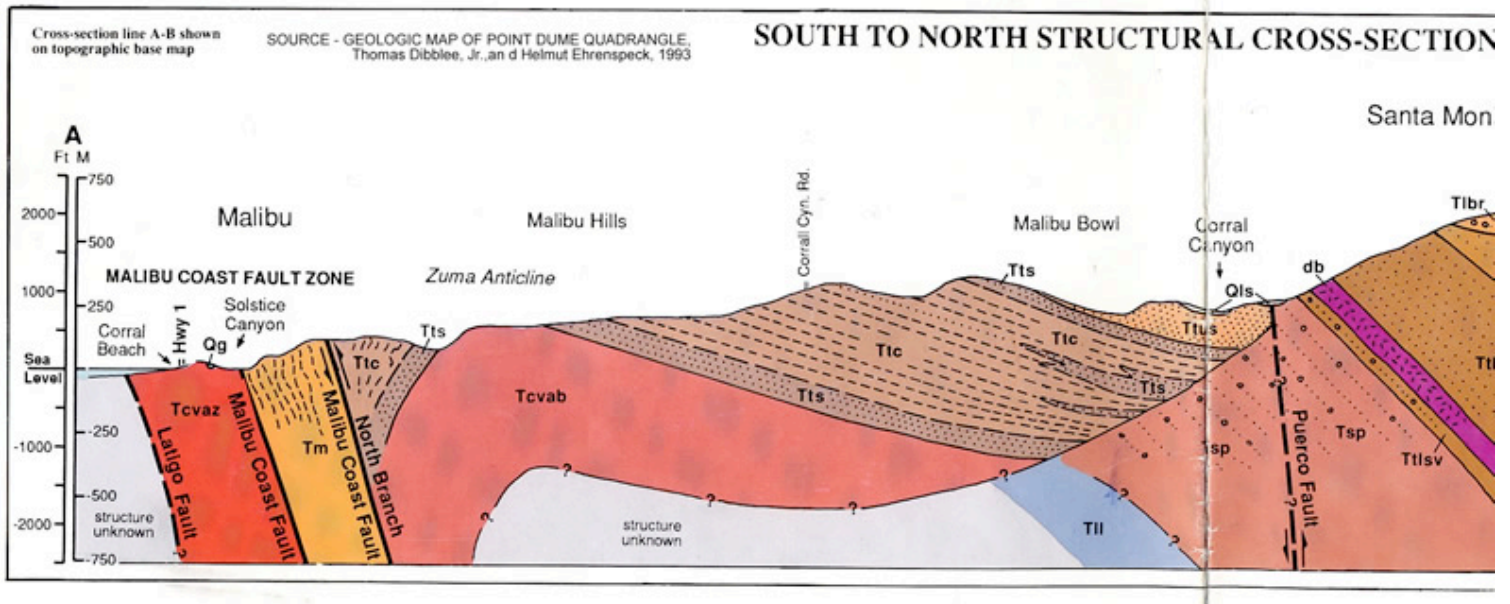 Cross-section line A-B shown
on topographic base map
SOURCE - GEOLOGIC MAP OF POINT DUME QUADRANGLE,
Thomas Dibblee, Jr.,an d Helmut Ehrenspeck, 1993
SOUTH TO NORTH STRUCTURAL CROSS-SECTION
Santa Mon
A
Ft M
750
2000
500
1000
250
Sea
Level
-250
-1000
-500
-2000
-750
Malibu
Malibu Hills
Corrall Cyn. Rd.
Malibu Bowl
Corral
Canyon
Tlbr
MALIBU COAST FAULT ZONE
Zuma Anticline
Solstice
Canyon
Corral
Beach
= Hwy 1
Qg
Tts
Tts
Qls
db
Ttus
Ttc
Ttc
Ttc
Tts
Tts
Tcvaz
Tcvab
Tm
Latigo Fault
?
Malibu Coast Fault
Malibu Coast Fault
North Branch
structure
unknown
structure
unknown
?
?
?
?
?
?
?
Tll
Tsp
Puerco Fault
?
?
Tsp
Ttlsv